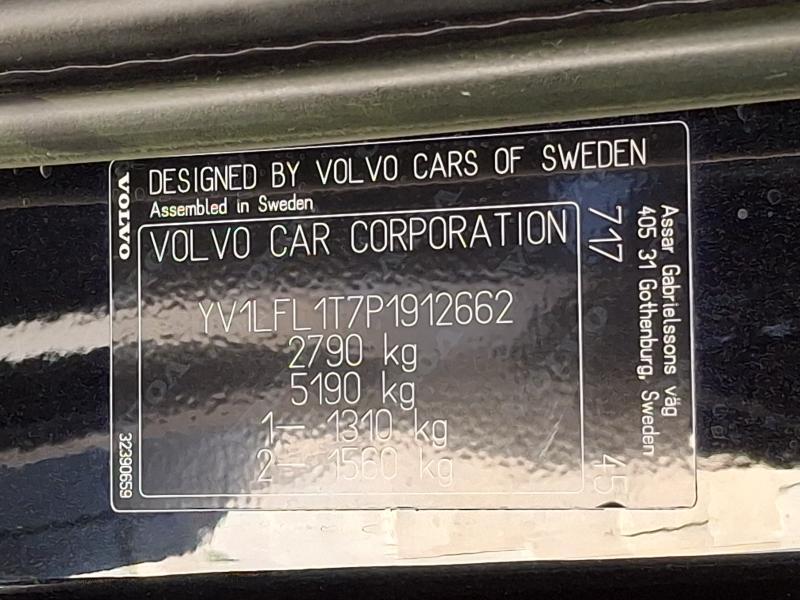 DESIGNED BY VOLVO CARS OF SWEDEN
Assembled in Sweden
VOLVO
VOLVO CAR CORPORATION
YV1LFL1T7P1912662
2790 kg
5190 kg
1– 1310 kg
2– 1560 kg
32390659
717
45
Assar Gabrielssons väg
405 31 Gothenburg, Sweden